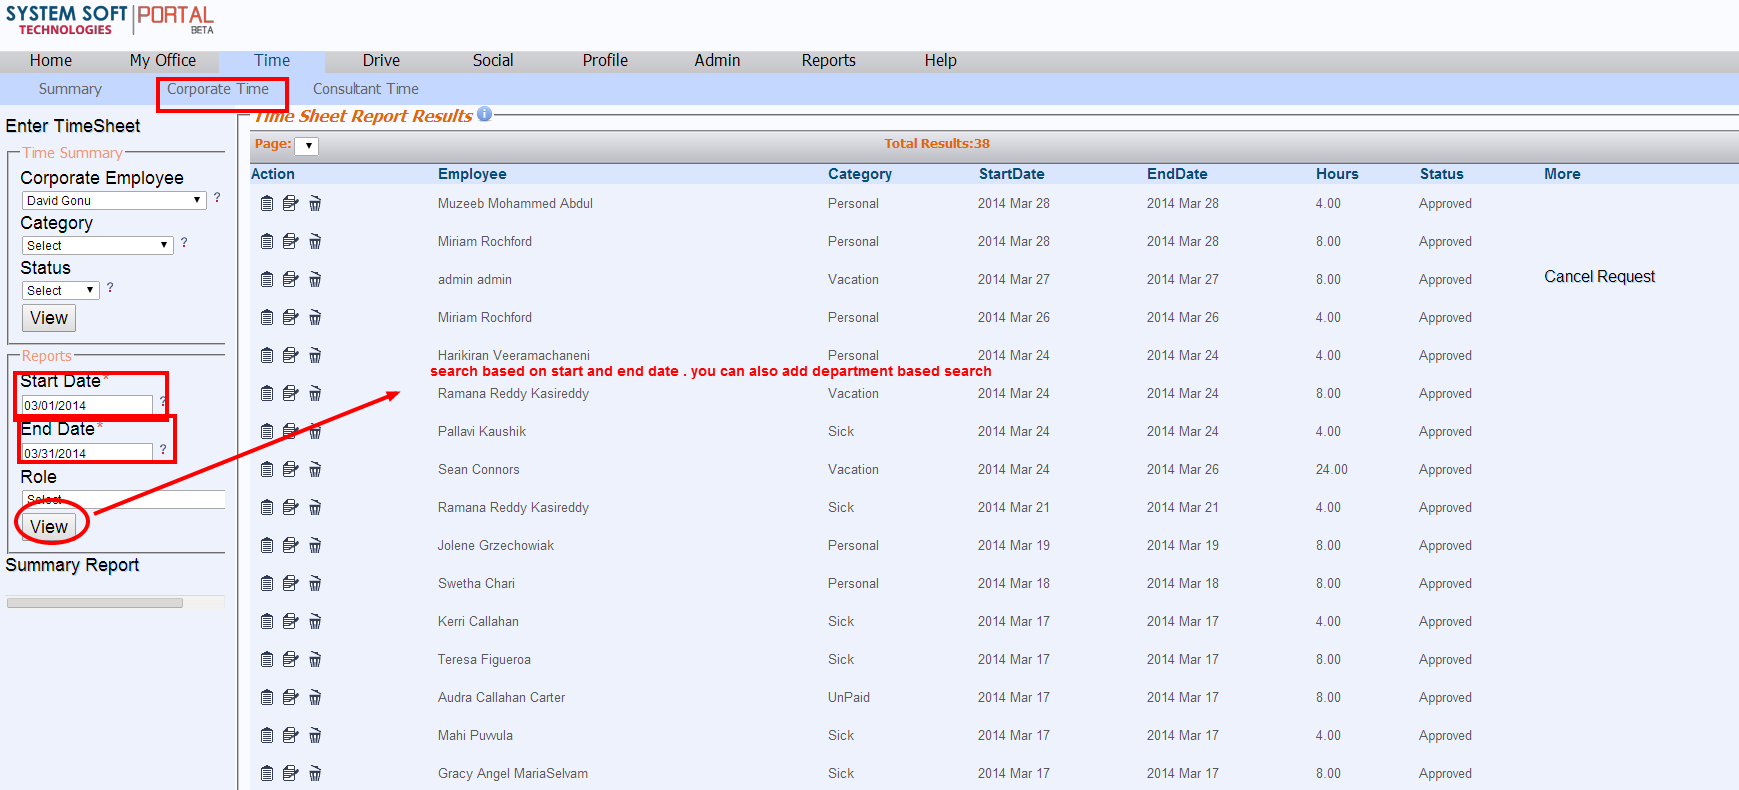 SYSTEM SOFT PORTAL
TECHNOLOGIES BETA
Home My Office Time Drive Social Profile Admin Reports Help
Summary Corporate Time Consultant Time
Enter TimeSheet
Time Summary
Corporate Employee
David Gonu ?
Category
Select ?
Status
Select ?
View
Reports
Start Date*
03/01/2014 ?
End Date*
03/31/2014 ?
Role
Select
View
Summary Report
Time Sheet Report Results i
Page: Total Results:38
Action Employee Category StartDate EndDate Hours Status More
Muzeeb Mohammed Abdul Personal 2014 Mar 28 2014 Mar 28 4.00 Approved
Miriam Rochford Personal 2014 Mar 28 2014 Mar 28 8.00 Approved
admin admin Vacation 2014 Mar 27 2014 Mar 27 8.00 Approved Cancel Request
Miriam Rochford Personal 2014 Mar 26 2014 Mar 26 4.00 Approved
Harikiran Veeramachaneni Personal 2014 Mar 24 2014 Mar 24 4.00 Approved
search based on start and end date . you can also add department based search
Ramana Reddy Kasireddy Vacation 2014 Mar 24 2014 Mar 24 8.00 Approved
Pallavi Kaushik Sick 2014 Mar 24 2014 Mar 24 4.00 Approved
Sean Connors Vacation 2014 Mar 24 2014 Mar 26 24.00 Approved
Ramana Reddy Kasireddy Sick 2014 Mar 21 2014 Mar 21 4.00 Approved
Jolene Grzechowiak Personal 2014 Mar 19 2014 Mar 19 8.00 Approved
Swetha Chari Personal 2014 Mar 18 2014 Mar 18 8.00 Approved
Kerri Callahan Sick 2014 Mar 17 2014 Mar 17 4.00 Approved
Teresa Figueroa Sick 2014 Mar 17 2014 Mar 17 8.00 Approved
Audra Callahan Carter UnPaid 2014 Mar 17 2014 Mar 17 8.00 Approved
Mahi Puvvula Sick 2014 Mar 17 2014 Mar 17 4.00 Approved
Gracy Angel MariaSelvam Sick 2014 Mar 17 2014 Mar 17 8.00 Approved